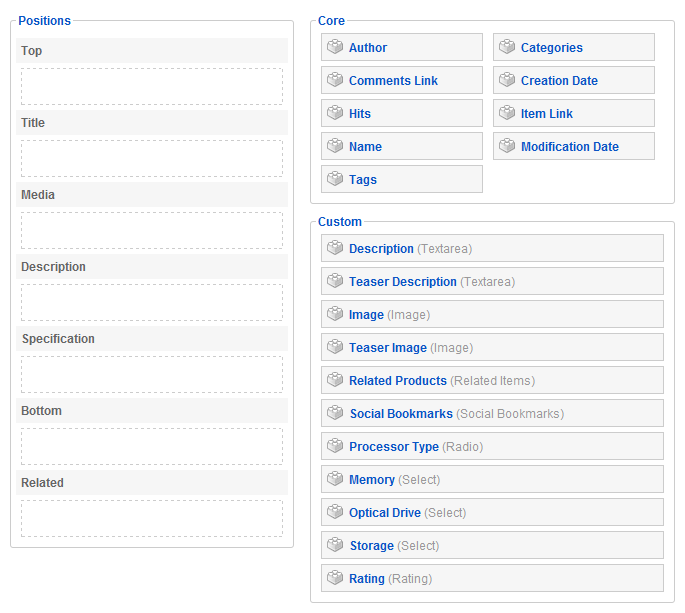 Positions
Top
Title
Media
Description
Specification
Bottom
Related
Core
Author
Categories
Comments Link
Creation Date
Hits
Item Link
Name
Modification Date
Tags
Custom
Description (Textarea)
Teaser Description (Textarea)
Image (Image)
Teaser Image (Image)
Related Products (Related Items)
Social Bookmarks (Social Bookmarks)
Processor Type (Radio)
Memory (Select)
Optical Drive (Select)
Storage (Select)
Rating (Rating)